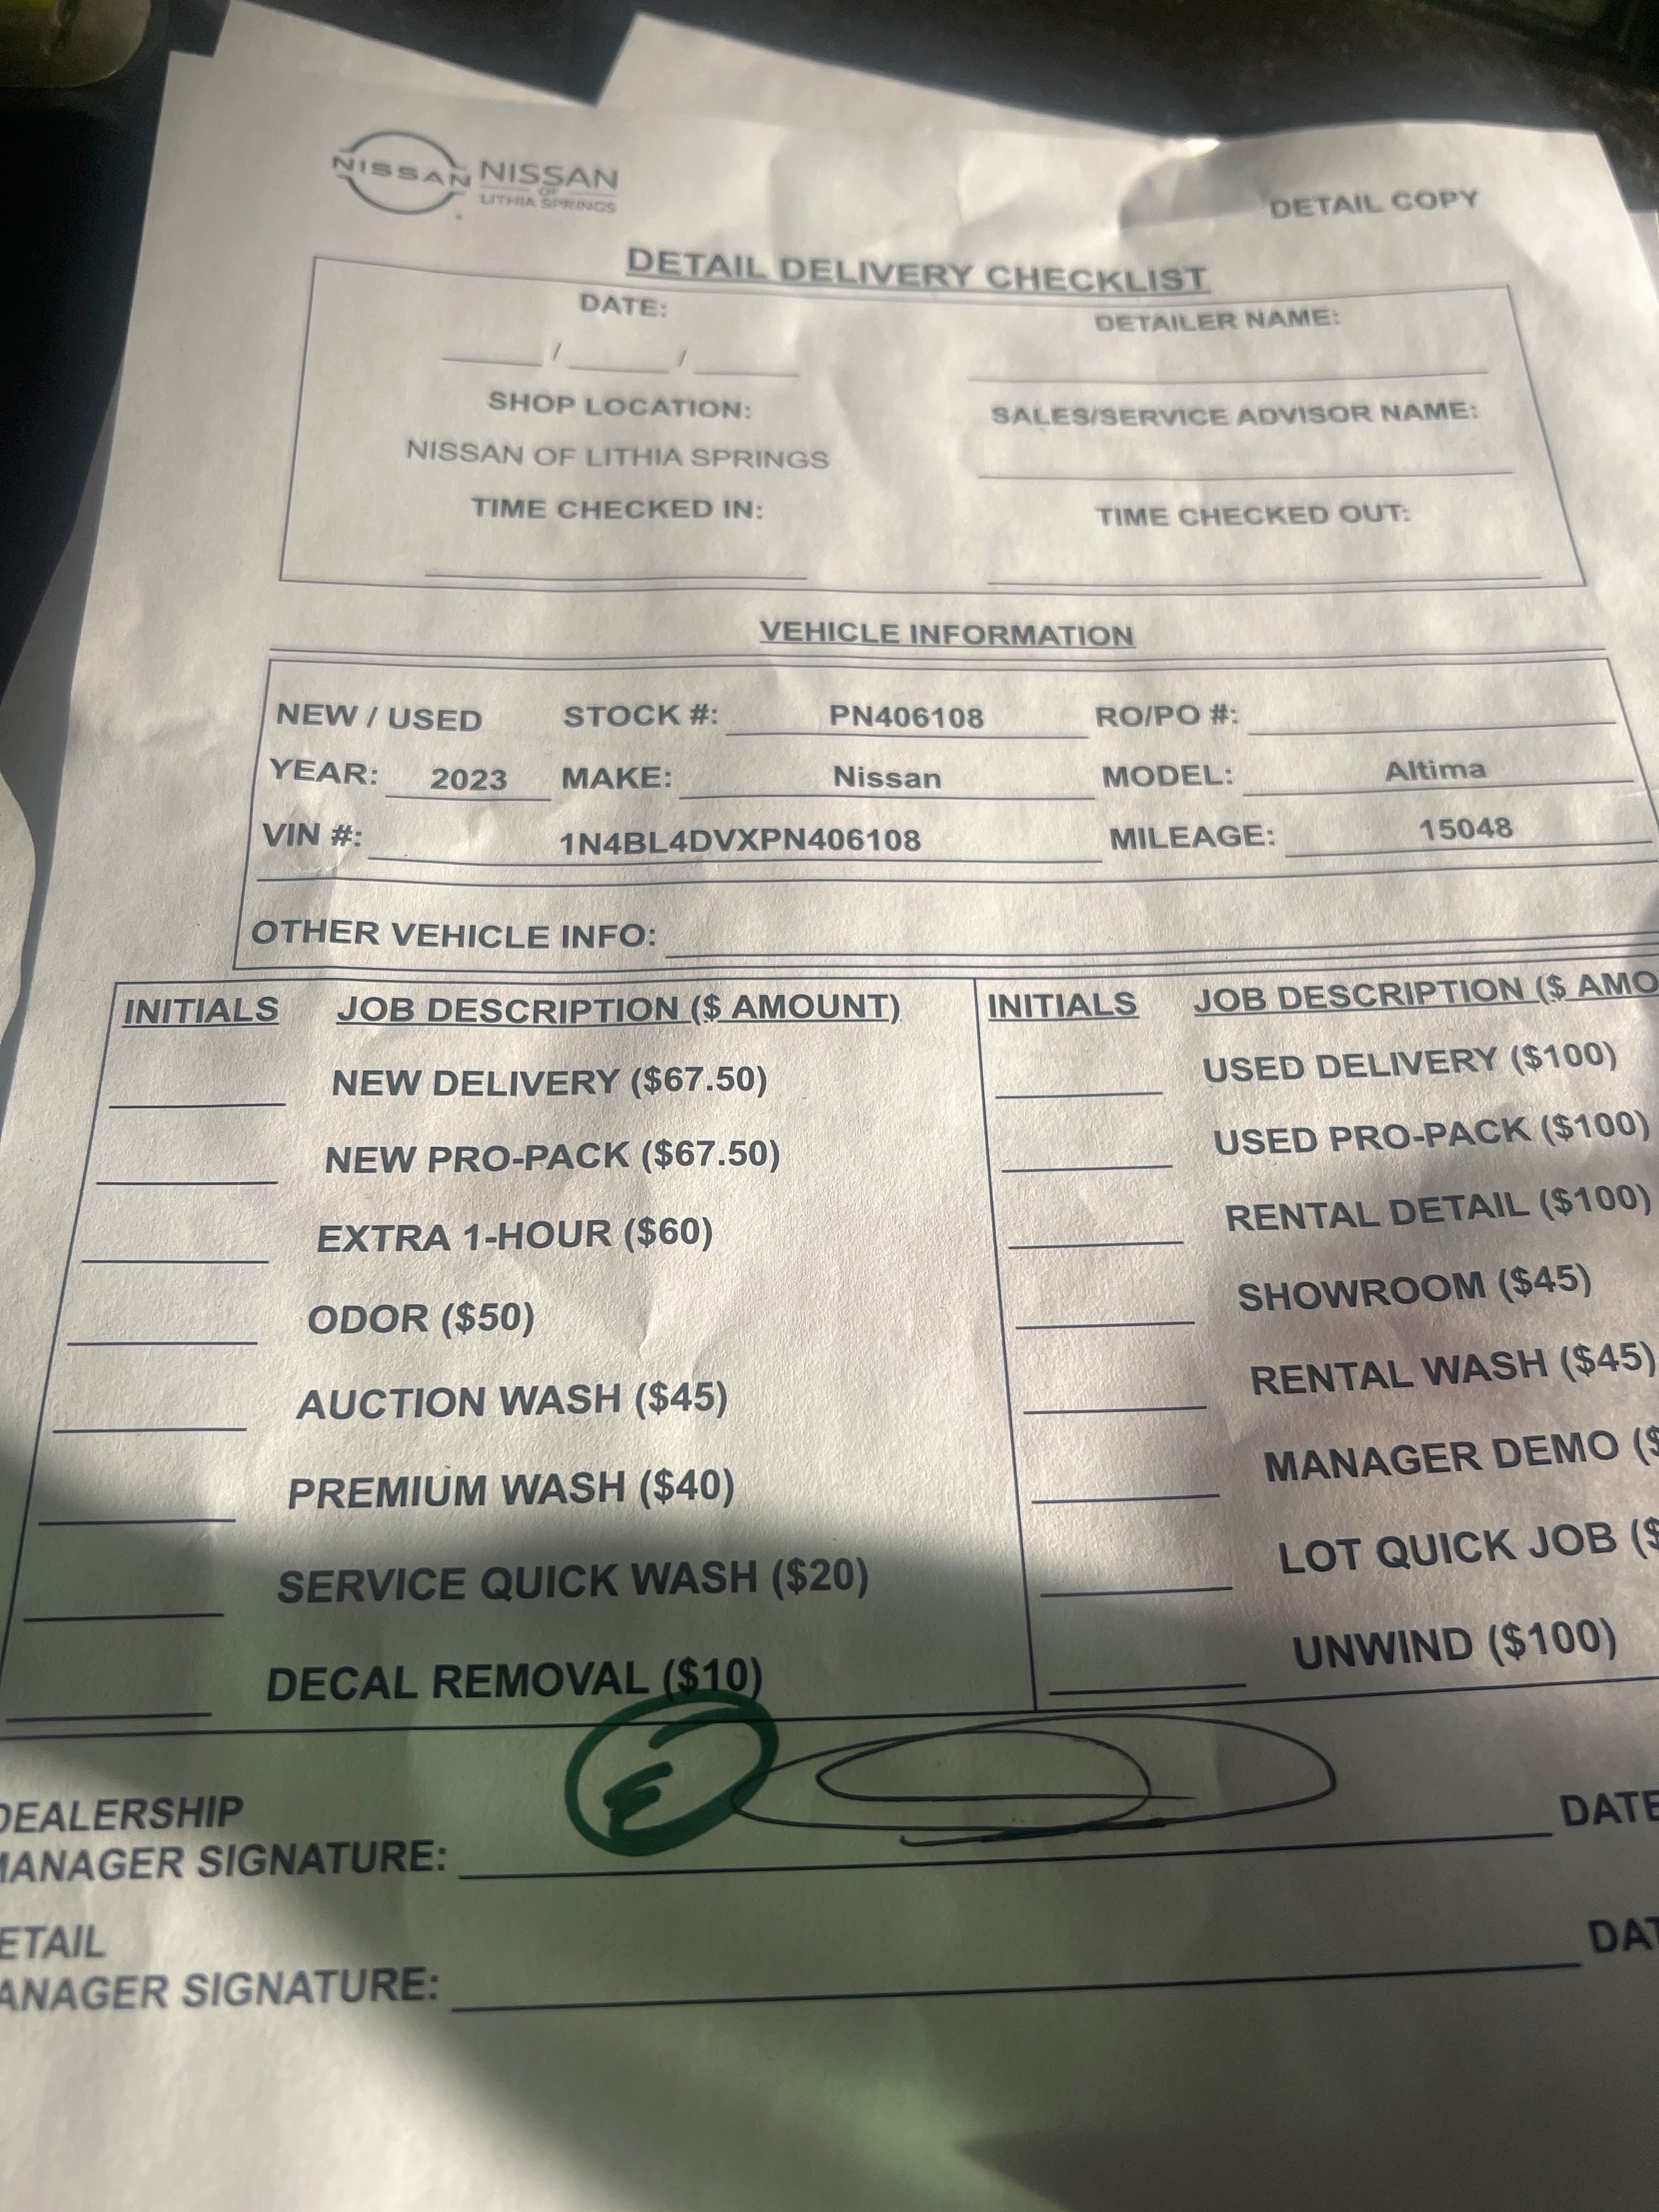 NISSAN NISSAN
OF
LITHIA SPRINGS
DETAIL COPY
DETAIL DELIVERY CHECKLIST
DATE: DETAILER NAME:
/ /
SHOP LOCATION: SALES/SERVICE ADVISOR NAME:
NISSAN OF LITHIA SPRINGS
TIME CHECKED IN: TIME CHECKED OUT:
VEHICLE INFORMATION
NEW / USED STOCK #: PN406108 RO/PO #:
YEAR: 2023 MAKE: Nissan MODEL: Altima
VIN #: 1N4BL4DVXPN406108 MILEAGE: 15048
OTHER VEHICLE INFO:
INITIALS JOB DESCRIPTION ($ AMOUNT) INITIALS JOB DESCRIPTION ($ AMO
NEW DELIVERY ($67.50) USED DELIVERY ($100)
NEW PRO-PACK ($67.50) USED PRO-PACK ($100)
EXTRA 1-HOUR ($60) RENTAL DETAIL ($100)
ODOR ($50) SHOWROOM ($45)
AUCTION WASH ($45) RENTAL WASH ($45)
PREMIUM WASH ($40) MANAGER DEMO ($
SERVICE QUICK WASH ($20) LOT QUICK JOB ($
DECAL REMOVAL ($10) UNWIND ($100)
DEALERSHIP
MANAGER SIGNATURE: DATE
ETAIL
ANAGER SIGNATURE: DAT